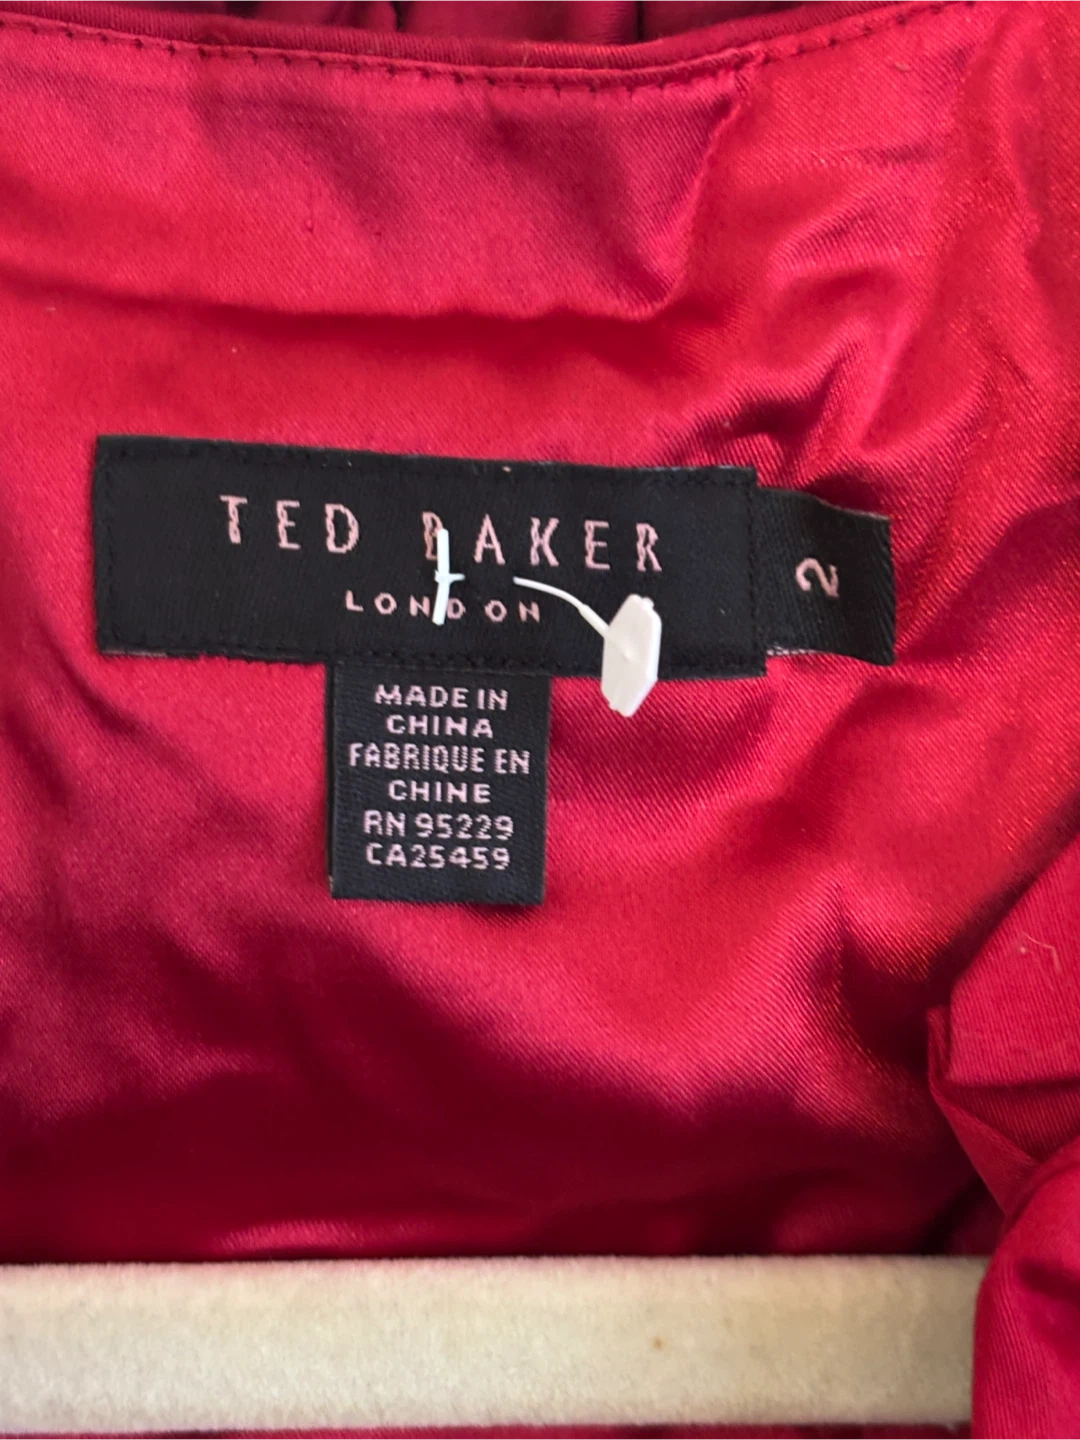 TED BAKER
LONDON
2
MADE IN
CHINA
FABRIQUE EN
CHINE
RN 95229
CA25459